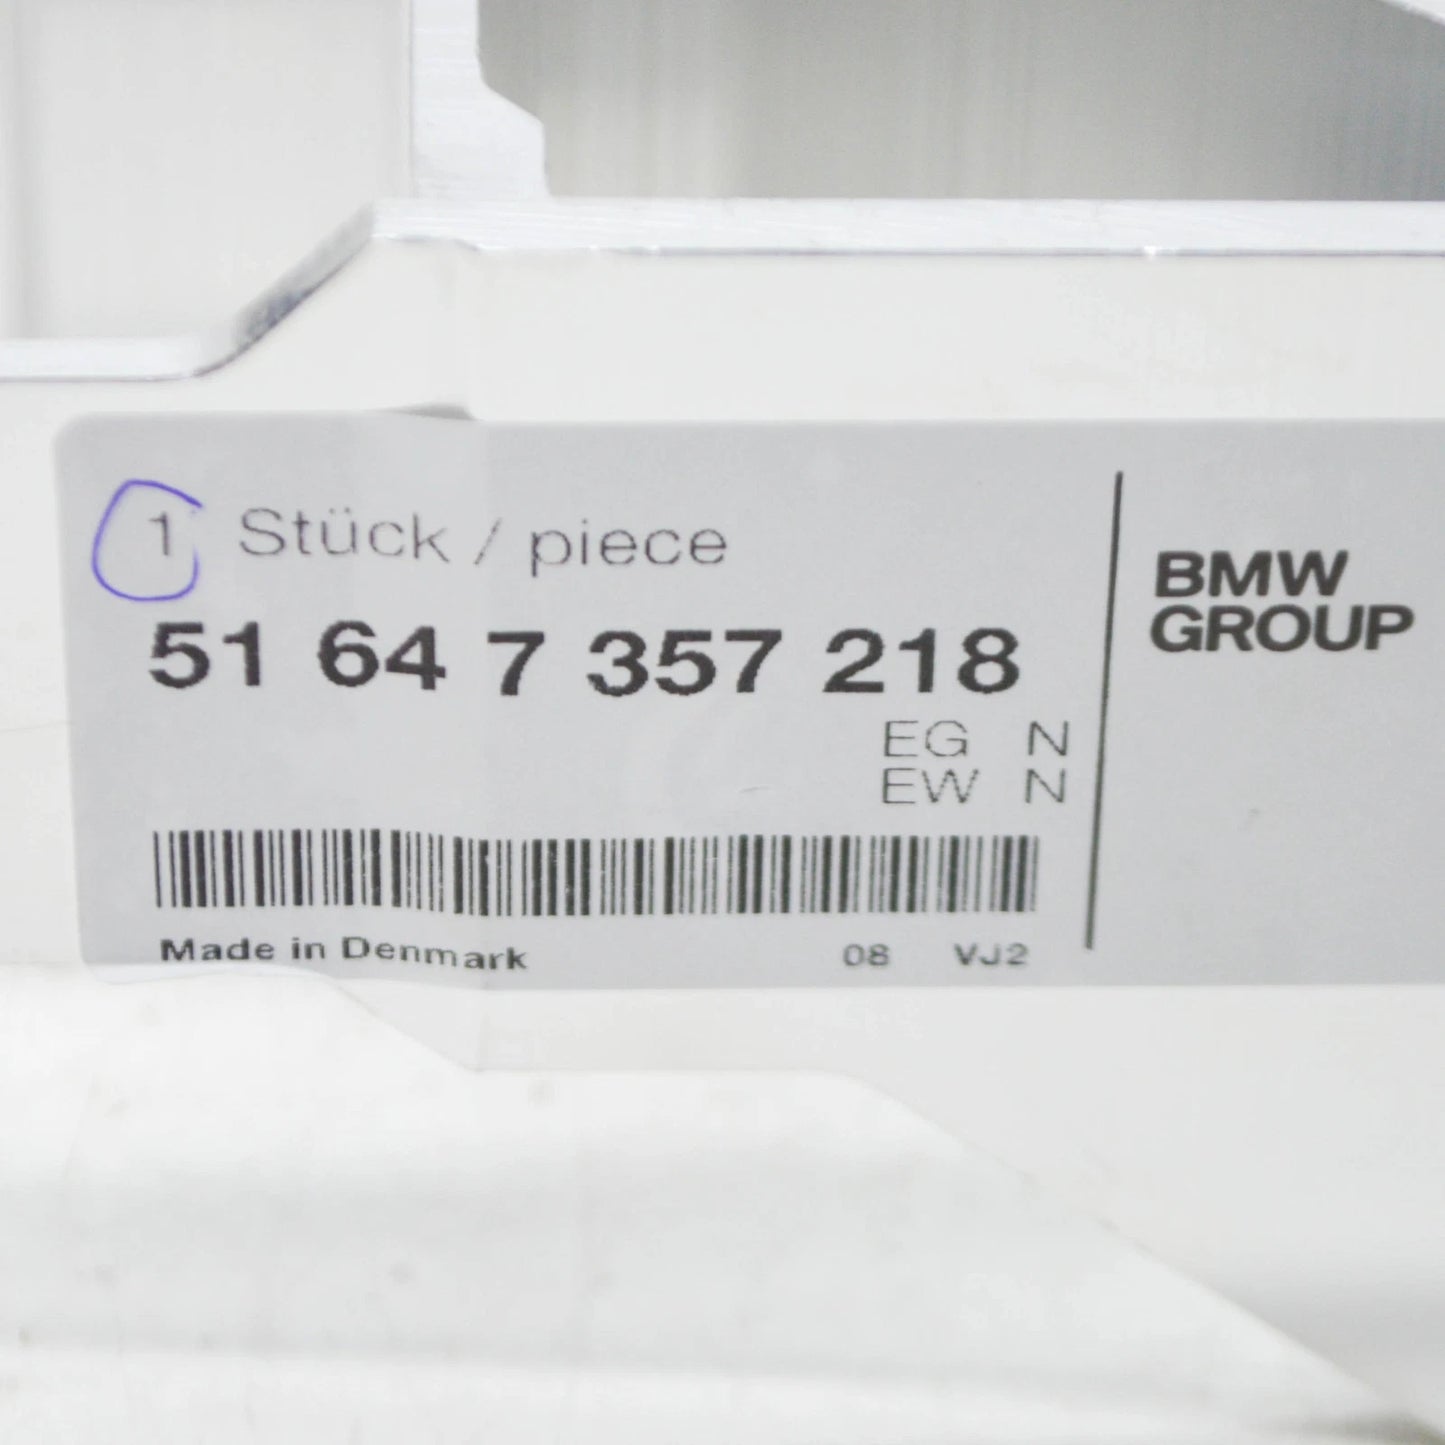 1 Stück / piece
51 64 7 357 218
EG N
EW N
Made in Denmark 08 VJ2
BMW
GROUP